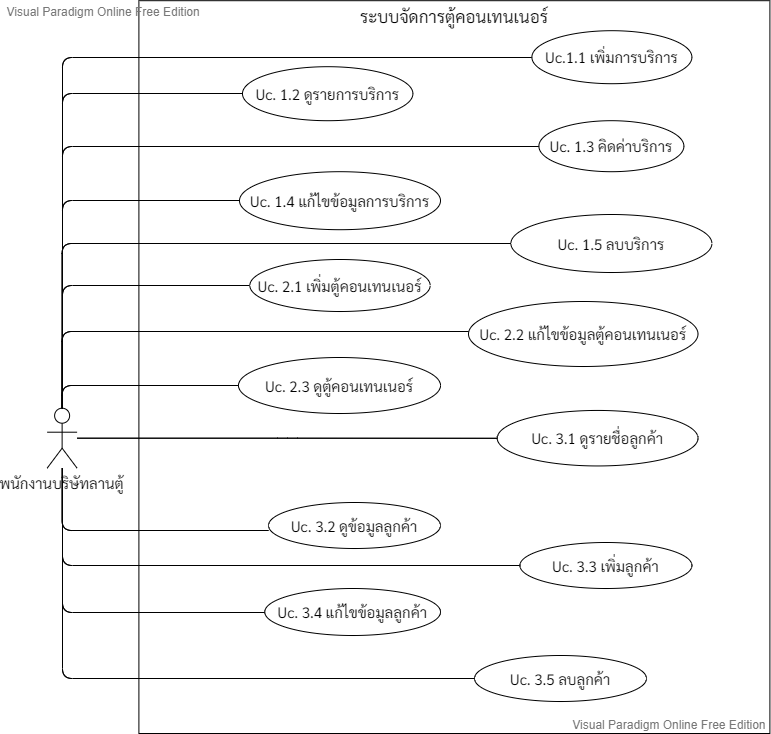 Visual Paradigm Online Free Edition
ระบบจัดการตู้คอนเทนเนอร์
Uc.1.1 เพิ่มการบริการ
Uc. 1.2 ดูรายการบริการ
Uc. 1.3 คิดค่าบริการ
Uc. 1.4 แก้ไขข้อมูลการบริการ
Uc. 1.5 ลบบริการ
Uc. 2.1 เพิ่มตู้คอนเทนเนอร์
Uc. 2.2 แก้ไขข้อมูลตู้คอนเทนเนอร์
Uc. 2.3 ดูตู้คอนเทนเนอร์
Uc. 3.1 ดูรายชื่อลูกค้า
พนักงานบริษัทลานตู้
Uc. 3.2 ดูข้อมูลลูกค้า
Uc. 3.3 เพิ่มลูกค้า
Uc. 3.4 แก้ไขข้อมูลลูกค้า
Uc. 3.5 ลบลูกค้า
Visual Paradigm Online Free Edition